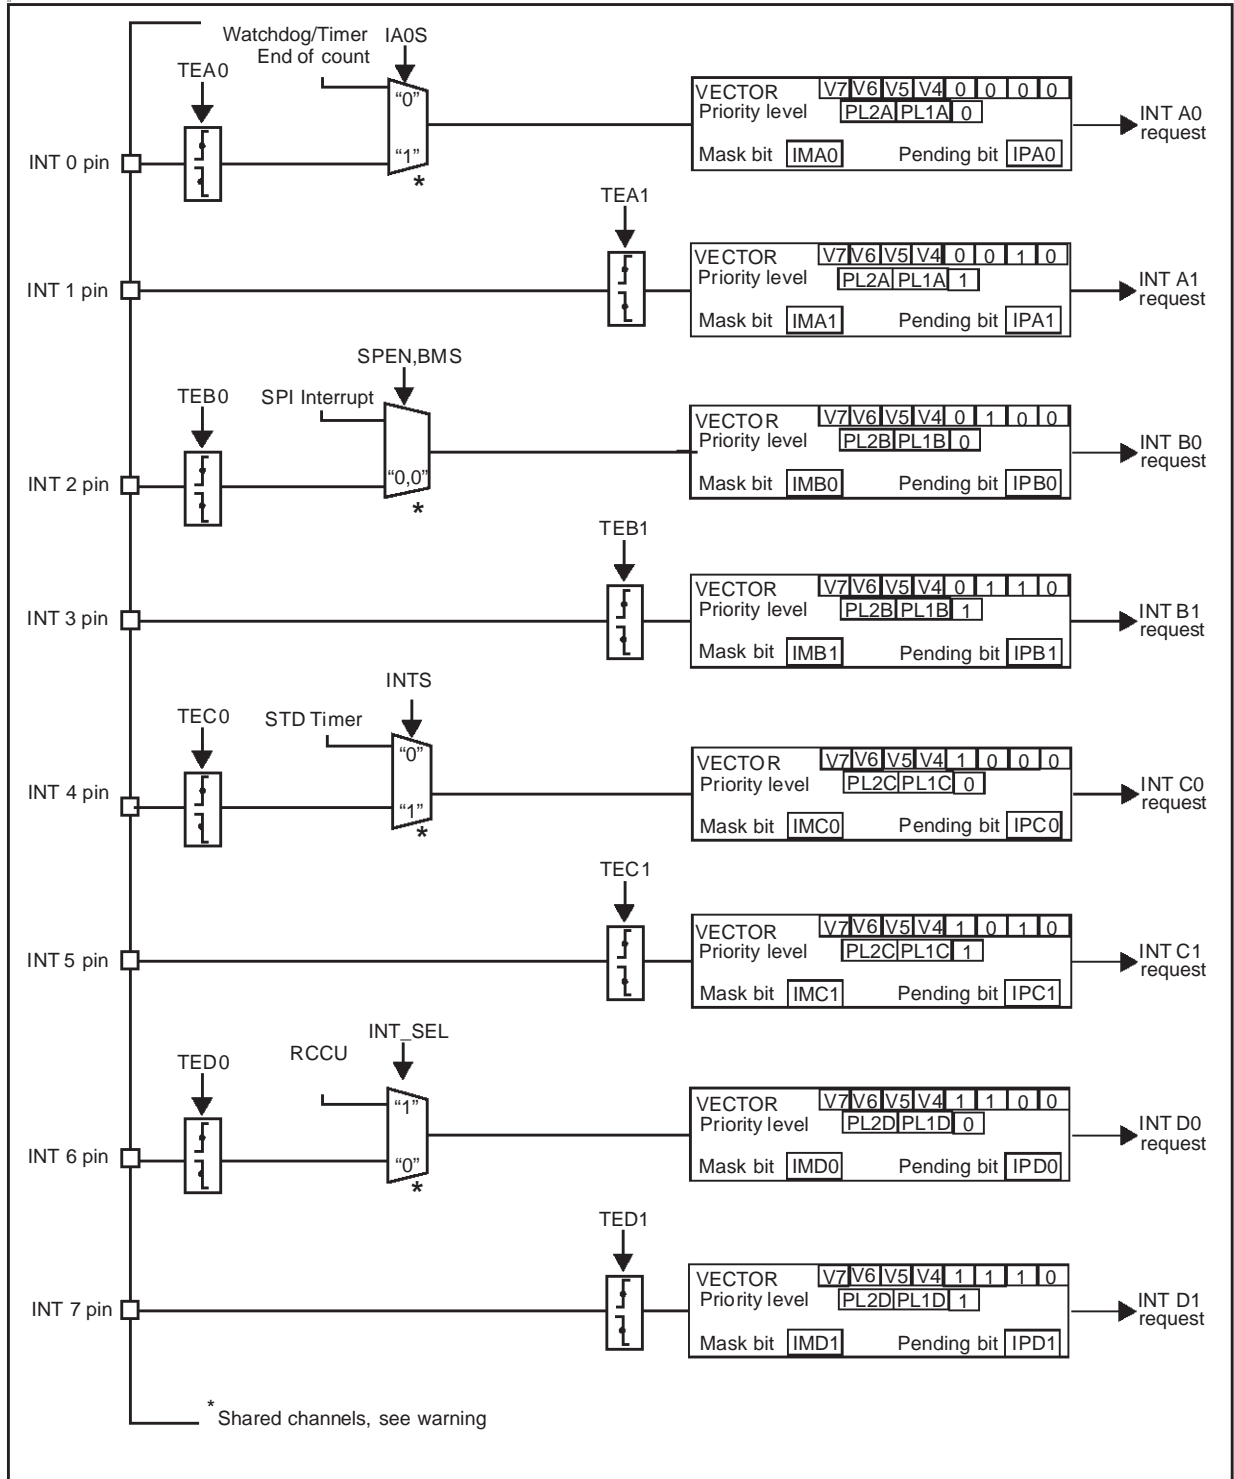 Watchdog/Timer IA0S
End of count
TEA0
"0"
"1"
*
INT 0 pin
VECTOR V7 V6 V5 V4 0 0 0 0
Priority level PL2A PL1A 0
Mask bit IMA0 Pending bit IPA0
INT A0
request
TEA1
INT 1 pin
VECTOR V7 V6 V5 V4 0 0 1 0
Priority level PL2A PL1A 1
Mask bit IMA1 Pending bit IPA1
INT A1
request
SPEN,BMS
TEB0 SPI Interrupt
"0,0"
*
INT 2 pin
VECTOR V7 V6 V5 V4 0 1 0 0
Priority level PL2B PL1B 0
Mask bit IMB0 Pending bit IPB0
INT B0
request
TEB1
INT 3 pin
VECTOR V7 V6 V5 V4 0 1 1 0
Priority level PL2B PL1B 1
Mask bit IMB1 Pending bit IPB1
INT B1
request
INTS
TEC0 STD Timer
"0"
"1"
*
INT 4 pin
VECTOR V7 V6 V5 V4 1 0 0 0
Priority level PL2C PL1C 0
Mask bit IMC0 Pending bit IPC0
INT C0
request
TEC1
INT 5 pin
VECTOR V7 V6 V5 V4 1 0 1 0
Priority level PL2C PL1C 1
Mask bit IMC1 Pending bit IPC1
INT C1
request
INT_SEL
TED0 RCCU
"1"
"0"
*
INT 6 pin
VECTOR V7 V6 V5 V4 1 1 0 0
Priority level PL2D PL1D 0
Mask bit IMD0 Pending bit IPD0
INT D0
request
TED1
INT 7 pin
VECTOR V7 V6 V5 V4 1 1 1 0
Priority level PL2D PL1D 1
Mask bit IMD1 Pending bit IPD1
INT D1
request
* Shared channels, see warning